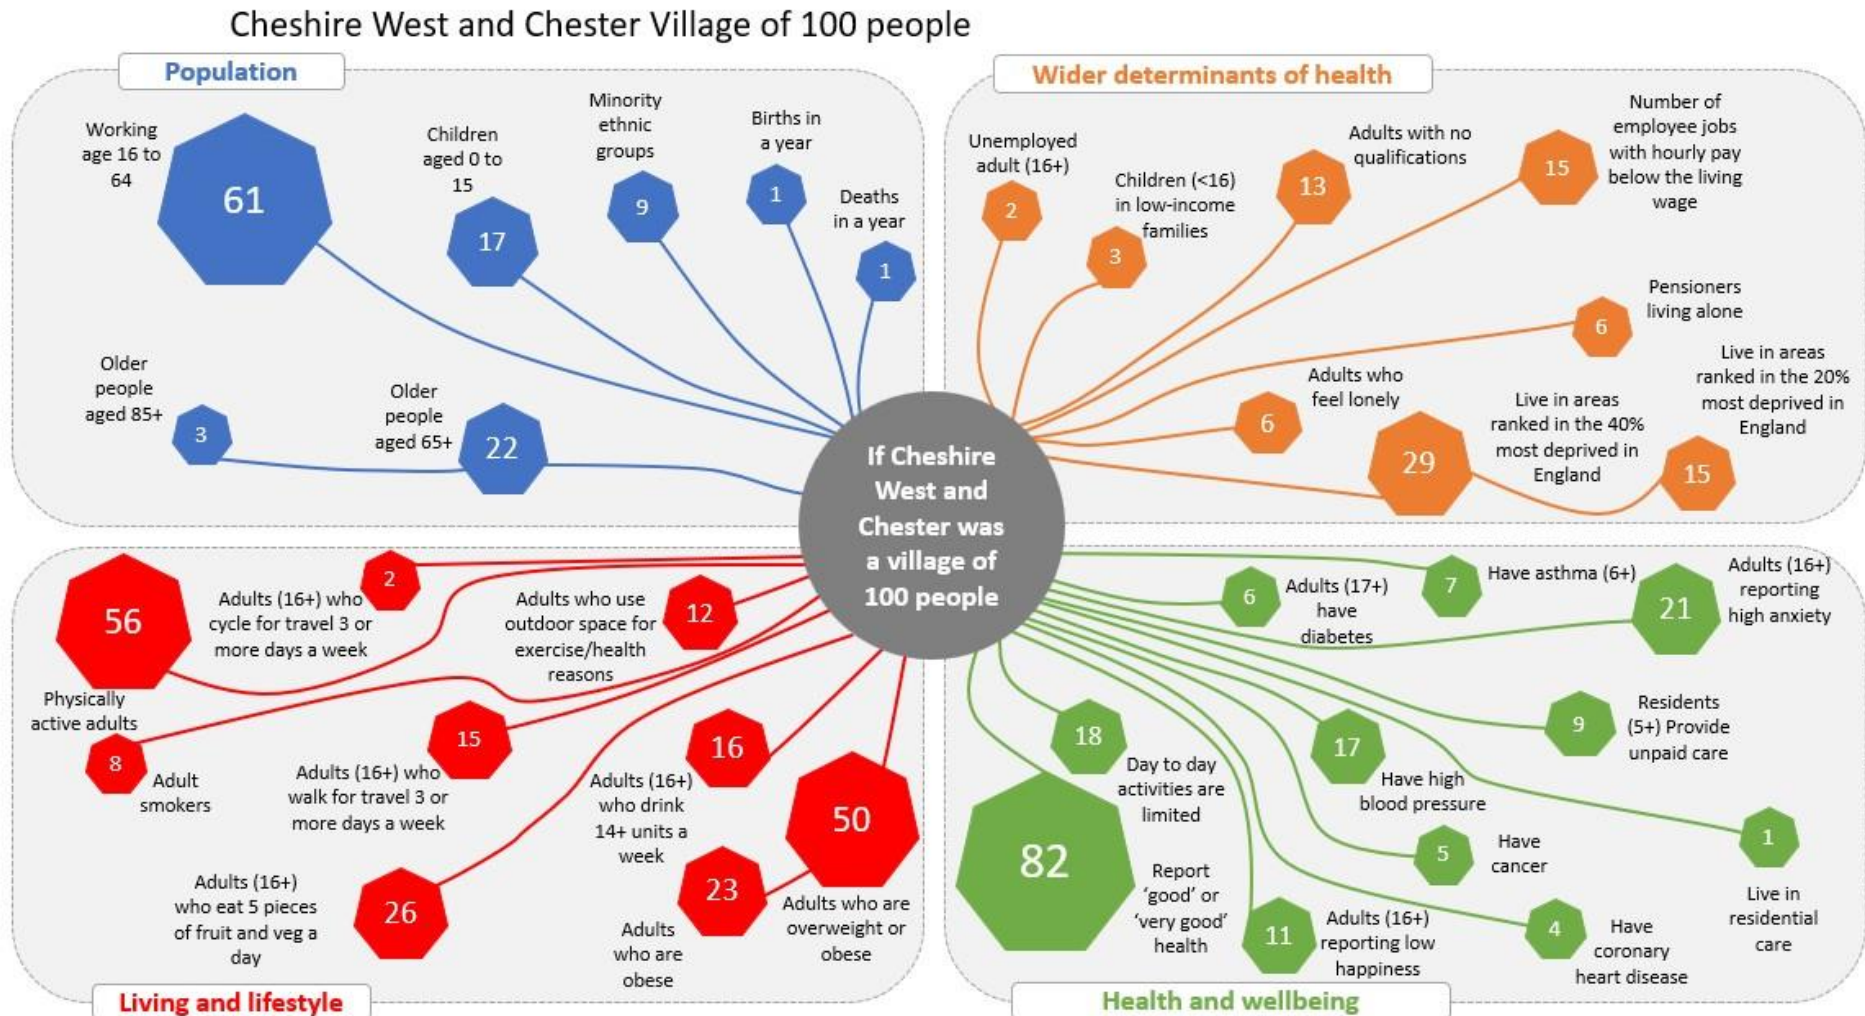 Cheshire West and Chester Village of 100 people
Population
Working
age 16 to
64
61
Children
aged 0 to
15
17
Minority
ethnic
groups
9
Births in
a year
1
Deaths
in a year
1
Older
people
aged 85+
3
Older
people
aged 65+
22
Wider determinants of health
Unemployed
adult (16+)
2
Children (<16)
in low-income
families
3
Adults with no
qualifications
13
Number of
employee jobs
with hourly pay
below the living
wage
15
Pensioners
living alone
6
Adults who
feel lonely
6
Live in areas
ranked in the 40%
most deprived in
England
29
Live in areas
ranked in the 20%
most deprived in
England
15
If Cheshire
West and
Chester was
a village of
100 people
56
Physically
active adults
2
Adults (16+) who
cycle for travel 3 or
more days a week
12
Adults who use
outdoor space for
exercise/health
reasons
8
Adult
smokers
15
Adults (16+) who
walk for travel 3 or
more days a week
16
Adults (16+)
who drink
14+ units a
week
50
Adults who are
overweight or
obese
23
Adults
who are
obese
26
Adults (16+)
who eat 5 pieces
of fruit and veg a
day
Living and lifestyle
6
Adults (17+)
have
diabetes
7
Have asthma (6+)
21
Adults (16+)
reporting
high anxiety
9
Residents
(5+) Provide
unpaid care
18
Day to day
activities are
limited
17
Have high
blood pressure
82
Report
‘good’ or
‘very good’
health
5
Have
cancer
1
Live in
residential
care
11
Adults (16+)
reporting low
happiness
4
Have
coronary
heart disease
Health and wellbeing